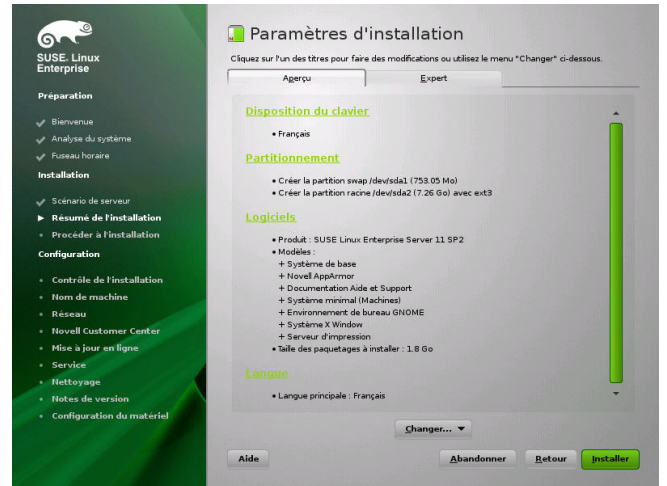 SUSE. Linux
Enterprise
Préparation
Bienvenue
Analyse du système
Fuseau horaire
Installation
Scénario de serveur
Résumé de l'installation
Procéder à l'installation
Configuration
Contrôle de l'installation
Nom de machine
Réseau
Novell Customer Center
Mise à jour en ligne
Service
Nettoyage
Notes de version
Configuration du matériel
Paramètres d'installation
Cliquez sur l'un des titres pour faire des modifications ou utilisez le menu "Changer" ci-dessous.
Aperçu
Expert
Disposition du clavier
• Français
Partitionnement
• Créer la partition swap /dev/sda1 (753.05 Mo)
• Créer la partition racine /dev/sda2 (7.26 Go) avec ext3
Logiciels
• Produit : SUSE Linux Enterprise Server 11 SP2
• Modèles :
+ Système de base
+ Novell AppArmor
+ Documentation Aide et Support
+ Système minimal (Machines)
+ Environnement de bureau GNOME
+ Système X Window
+ Serveur d'impression
• Taille des paquetages à installer : 1.8 Go
Langue
• Langue principale : Français
Changer...
Aide
Abandonner
Retour
Installer